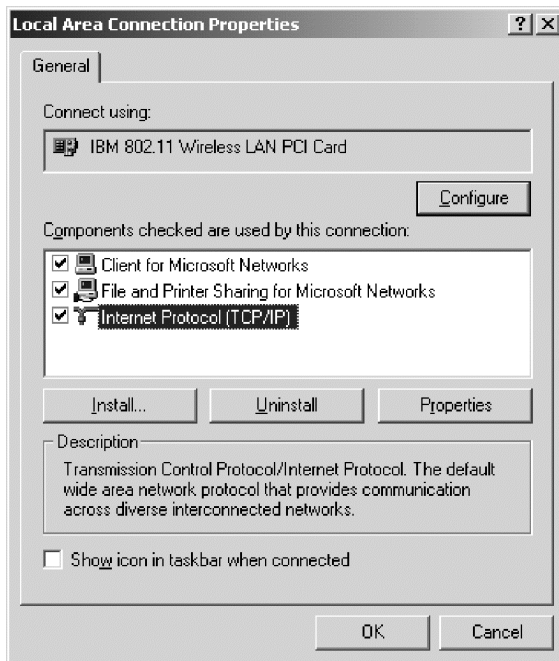 Local Area Connection Properties
General
Connect using:
IBM 802.11 Wireless LAN PCI Card
Configure
Components checked are used by this connection:
Client for Microsoft Networks
File and Printer Sharing for Microsoft Networks
Internet Protocol (TCP/IP)
Install...
Uninstall
Properties
Description
Transmission Control Protocol/Internet Protocol. The default
wide area network protocol that provides communication
across diverse interconnected networks.
Show icon in taskbar when connected
OK
Cancel